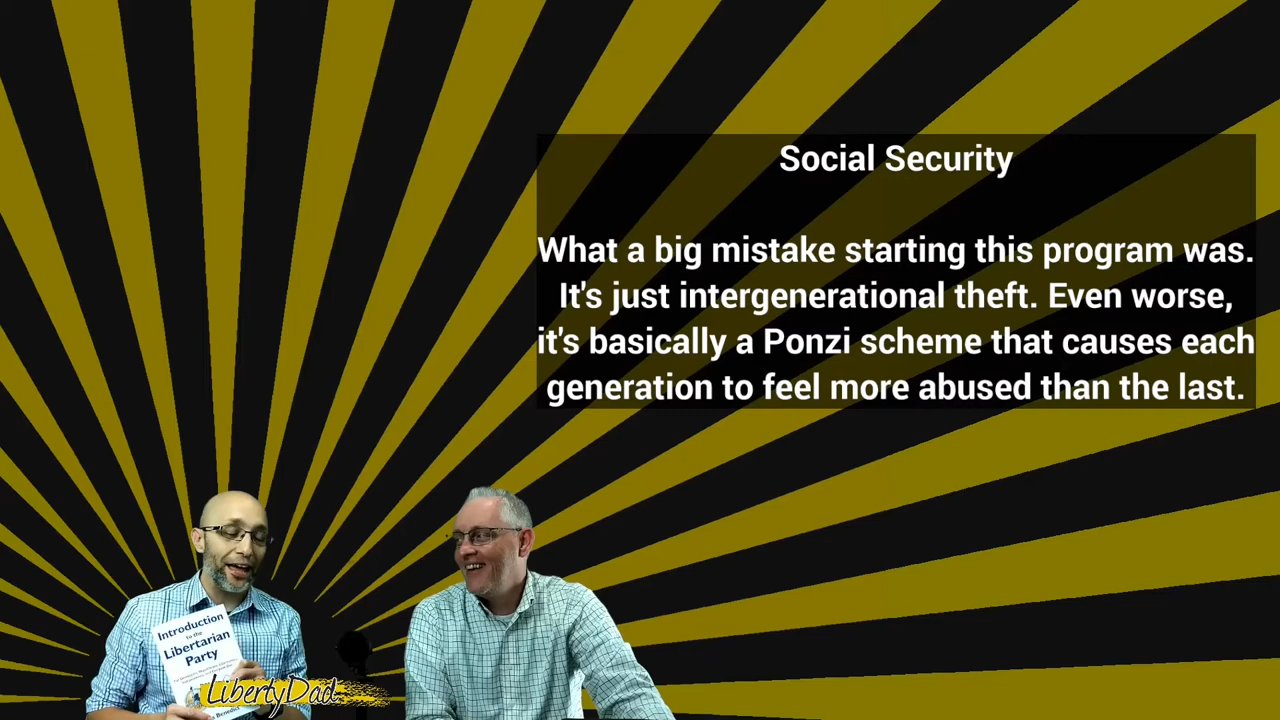 Social Security
What a big mistake starting this program was.
It's just intergenerational theft. Even worse,
it's basically a Ponzi scheme that causes each
generation to feel more abused than the last.
Introduction
to the
Libertarian
Party
LibertyDad